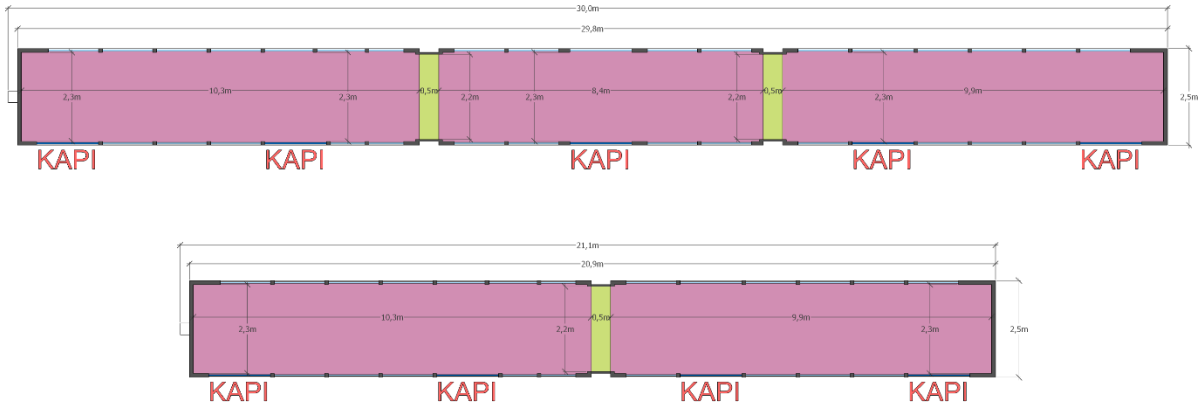 30,0m
29,8m
10,3m 0,5m 8,4m 0,5m 9,9m
2,3m 2,3m 2,2m 2,3m 2,2m 2,3m 2,5m
KAPI KAPI KAPI KAPI KAPI
21,1m
20,9m
10,3m 0,5m 9,9m
2,3m 2,2m 2,3m 2,5m
KAPI KAPI KAPI KAPI